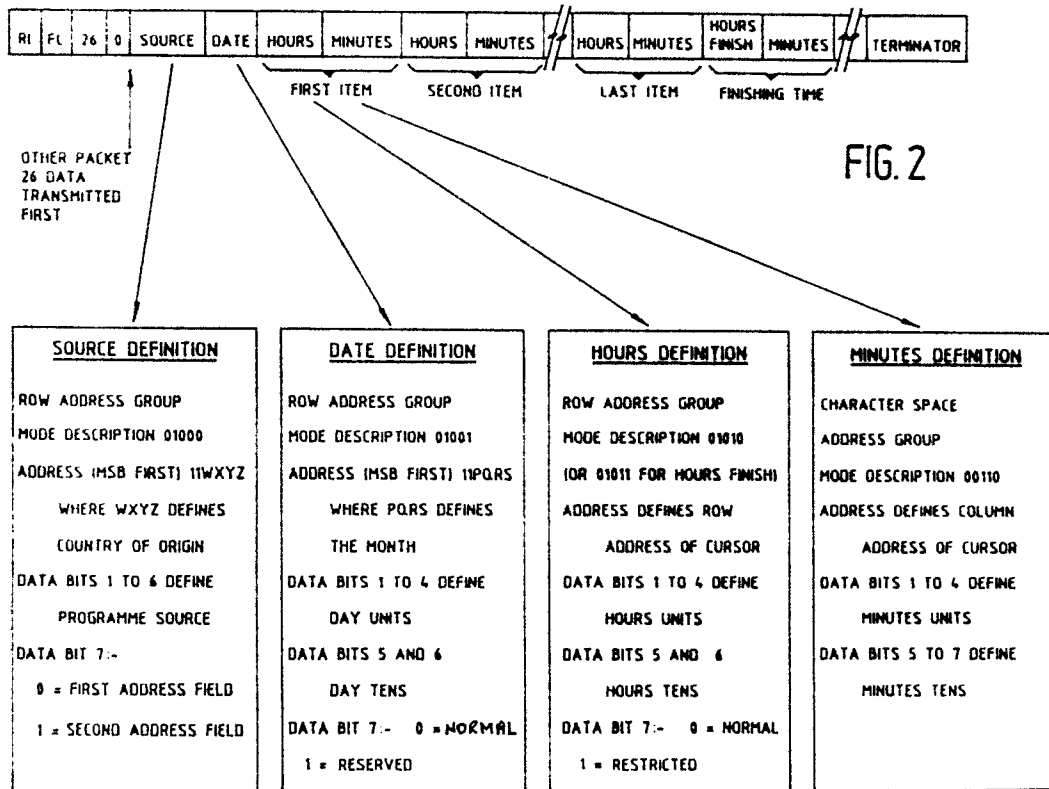 RI FL 26 0 SOURCE DATE HOURS MINUTES HOURS MINUTES HOURS MINUTES HOURS FINISH MINUTES TERMINATOR
FIRST ITEM SECOND ITEM LAST ITEM FINISHING TIME
OTHER PACKET
26 DATA
TRANSMITTED
FIRST
FIG. 2
SOURCE DEFINITION
ROW ADDRESS GROUP
MODE DESCRIPTION 01000
ADDRESS (MSB FIRST) 11WXYZ
WHERE WXYZ DEFINES
COUNTRY OF ORIGIN
DATA BITS 1 TO 6 DEFINE
PROGRAMME SOURCE
DATA BIT 7:-
0 = FIRST ADDRESS FIELD
1 = SECOND ADDRESS FIELD
DATE DEFINITION
ROW ADDRESS GROUP
MODE DESCRIPTION 01001
ADDRESS (MSB FIRST) 11PQRS
WHERE PQRS DEFINES
THE MONTH
DATA BITS 1 TO 4 DEFINE
DAY UNITS
DATA BITS 5 AND 6
DAY TENS
DATA BIT 7:- 0 = NORMAL
1 = RESERVED
HOURS DEFINITION
ROW ADDRESS GROUP
MODE DESCRIPTION 01010
(OR 01011 FOR HOURS FINISH)
ADDRESS DEFINES ROW
ADDRESS OF CURSOR
DATA BITS 1 TO 4 DEFINE
HOURS UNITS
DATA BITS 5 AND 6
HOURS TENS
DATA BIT 7:- 0 = NORMAL
1 = RESTRICTED
MINUTES DEFINITION
CHARACTER SPACE
ADDRESS GROUP
MODE DESCRIPTION 00110
ADDRESS DEFINES COLUMN
ADDRESS OF CURSOR
DATA BITS 1 TO 4 DEFINE
MINUTES UNITS
DATA BITS 5 TO 7 DEFINE
MINUTES TENS